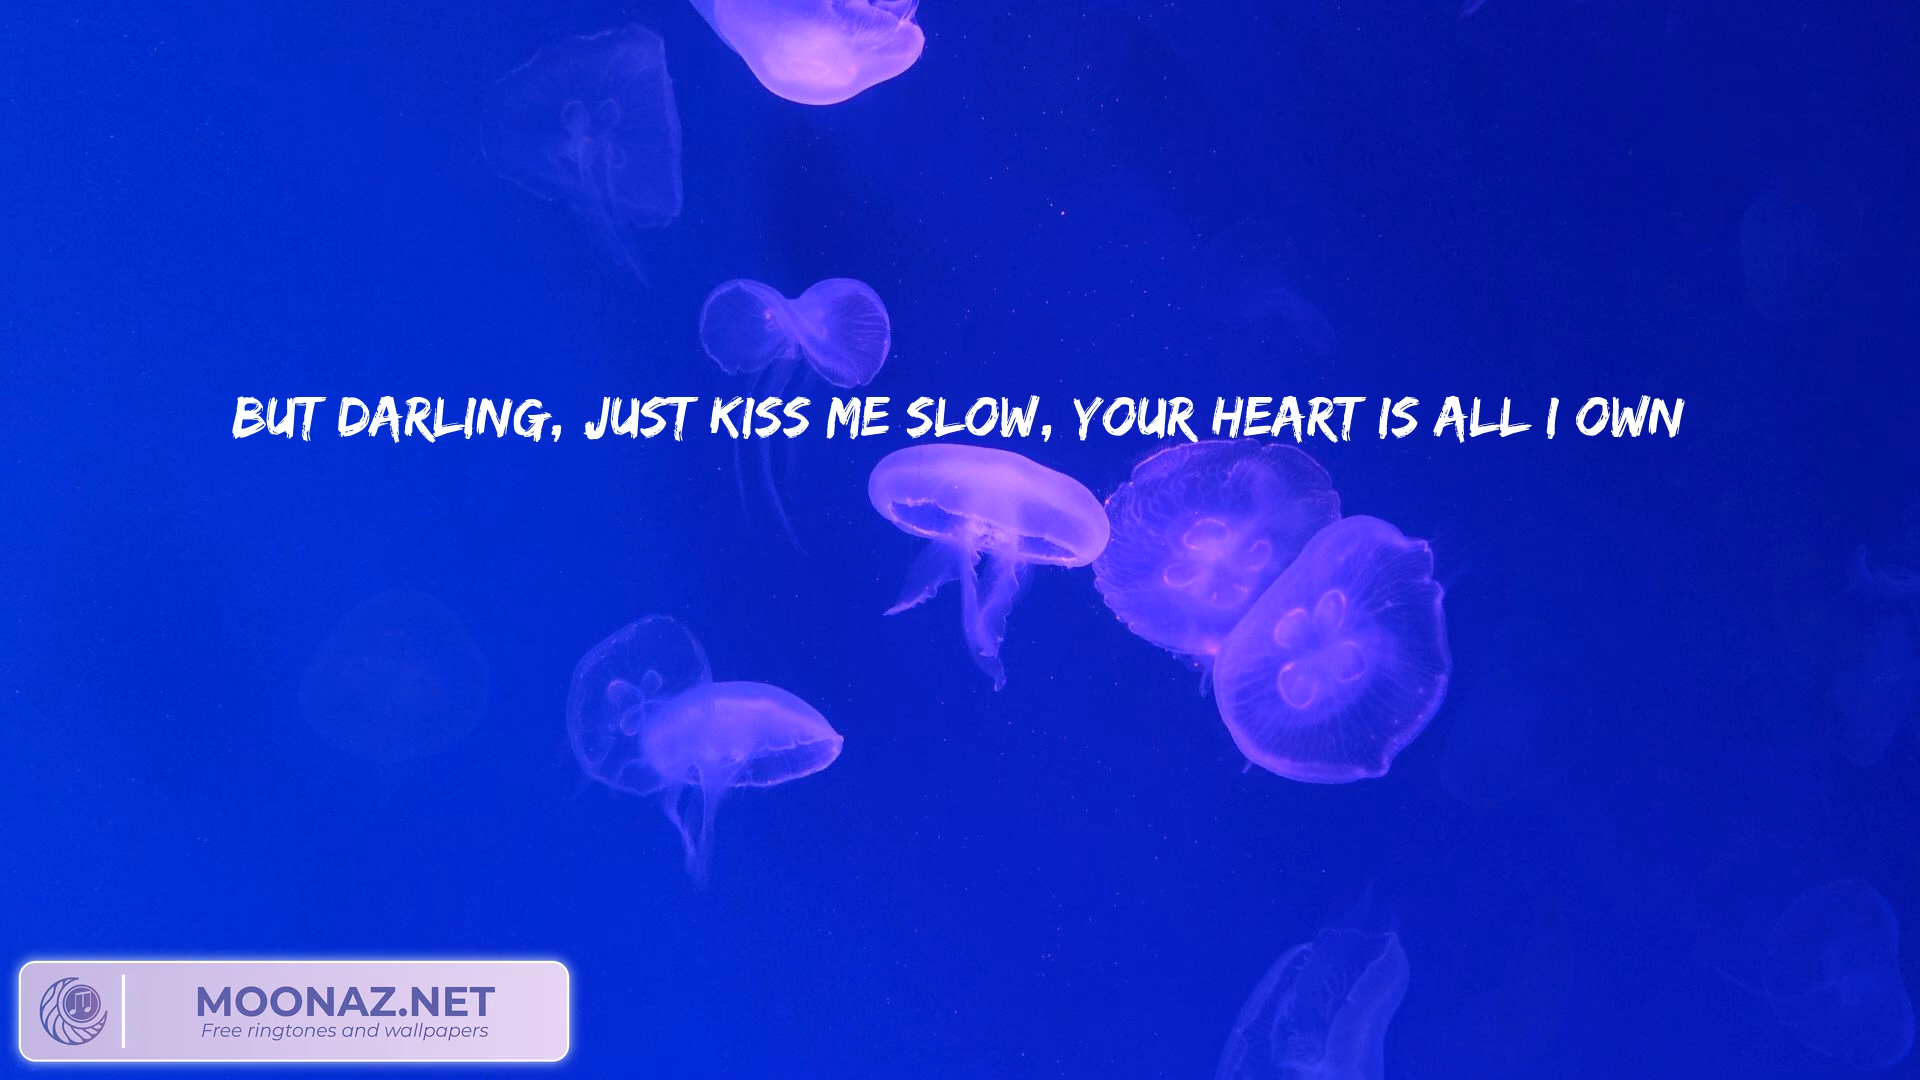 BUT DARLING, JUST KISS ME SLOW, YOUR HEART IS ALL I OWN
MOONAZ.NET
Free ringtones and wallpapers